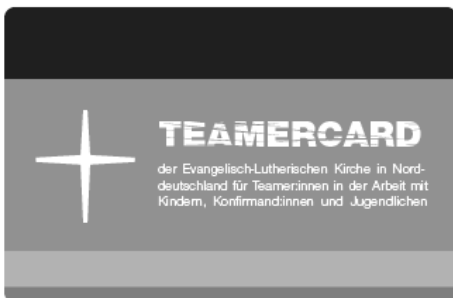 TEAMERCARD
der Evangelisch-Lutherischen Kirche in Nord-
deutschland für Teamer:innen in der Arbeit mit
Kindern, Konfirmand:innen und Jugendlichen